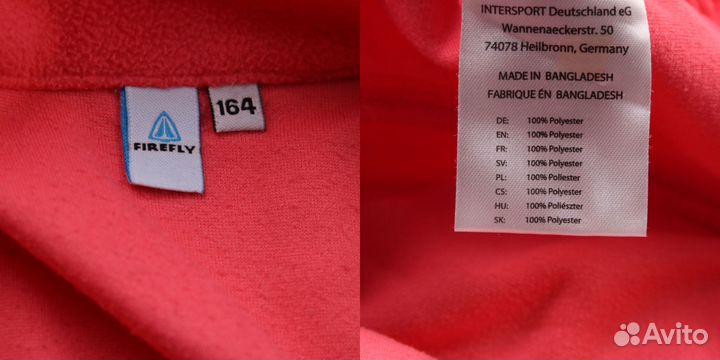 FIREFLY
164
INTERSPORT Deutschland eG
Wannenaeckerstr. 50
74078 Heilbronn, Germany
MADE IN BANGLADESH
FABRIQUE ÉN BANGLADESH
DE: 100% Polyester
EN: 100% Polyester
FR: 100% Polyester
SV: 100% Polyester
PL: 100% Poliester
CS: 100% Polyester
HU: 100% Poliészter
SK: 100% Polyester
Avito